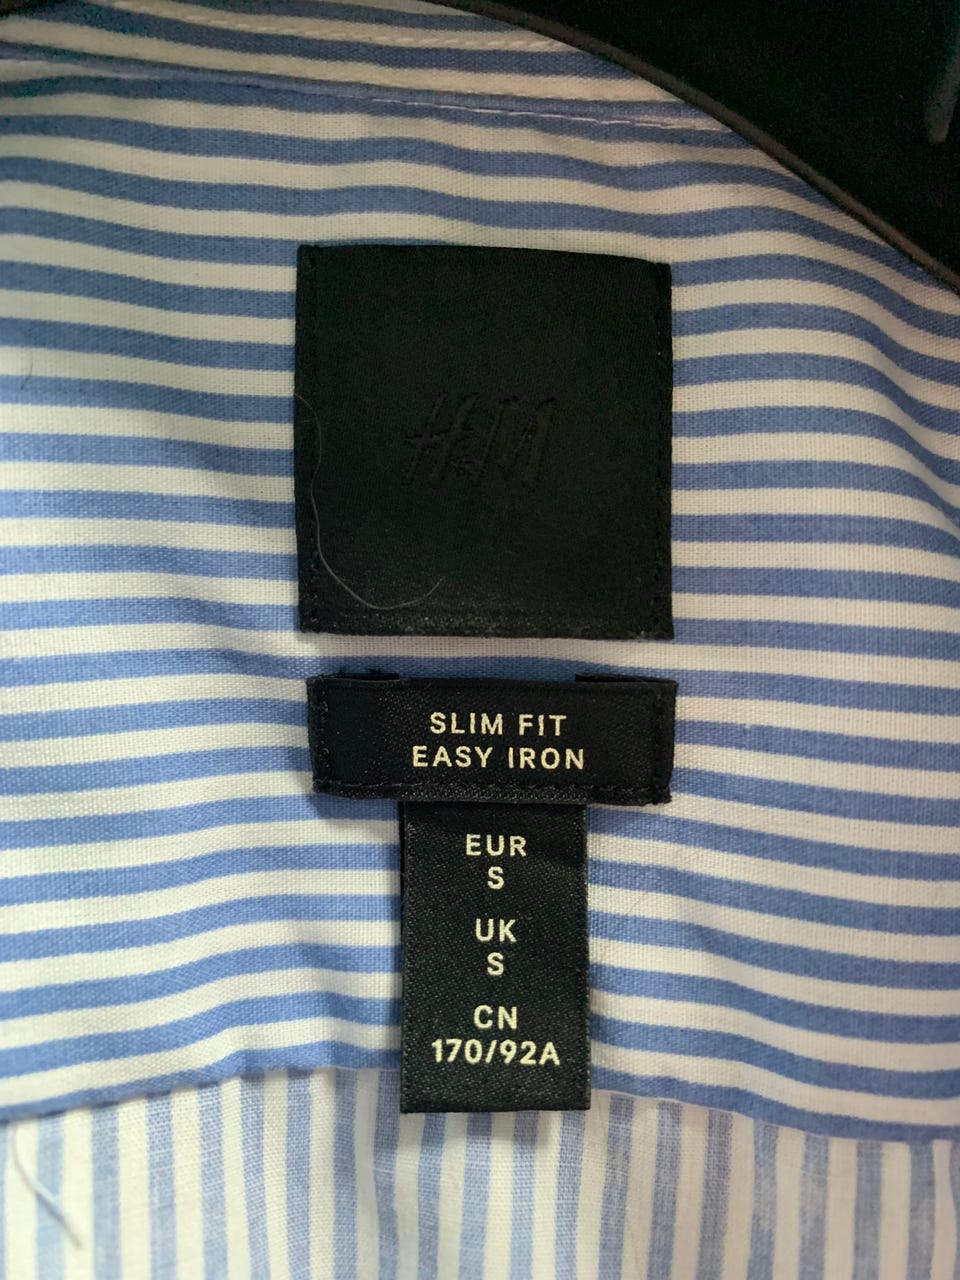 H&M
SLIM FIT
EASY IRON
EUR
S
UK
S
CN
170/92A